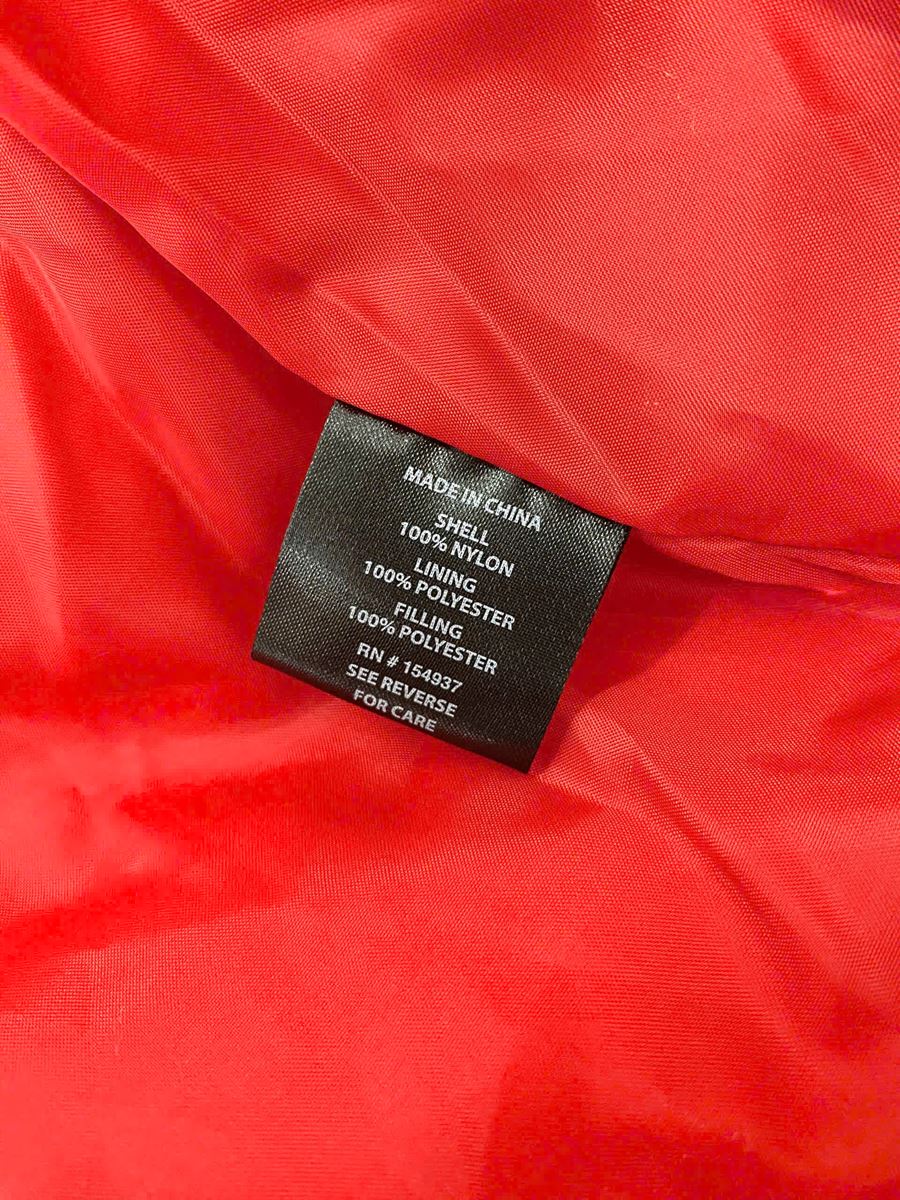 MADE IN CHINA
SHELL
100% NYLON
LINING
100% POLYESTER
FILLING
100% POLYESTER
RN # 154937
SEE REVERSE
FOR CARE